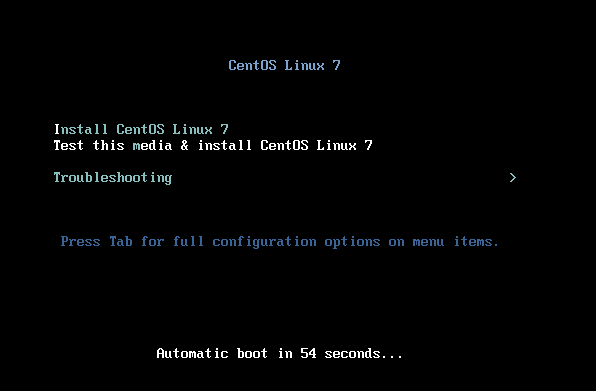 CentOS Linux 7
Install CentOS Linux 7
Test this media & install CentOS Linux 7
Troubleshooting >
Press Tab for full configuration options on menu items.
Automatic boot in 54 seconds...